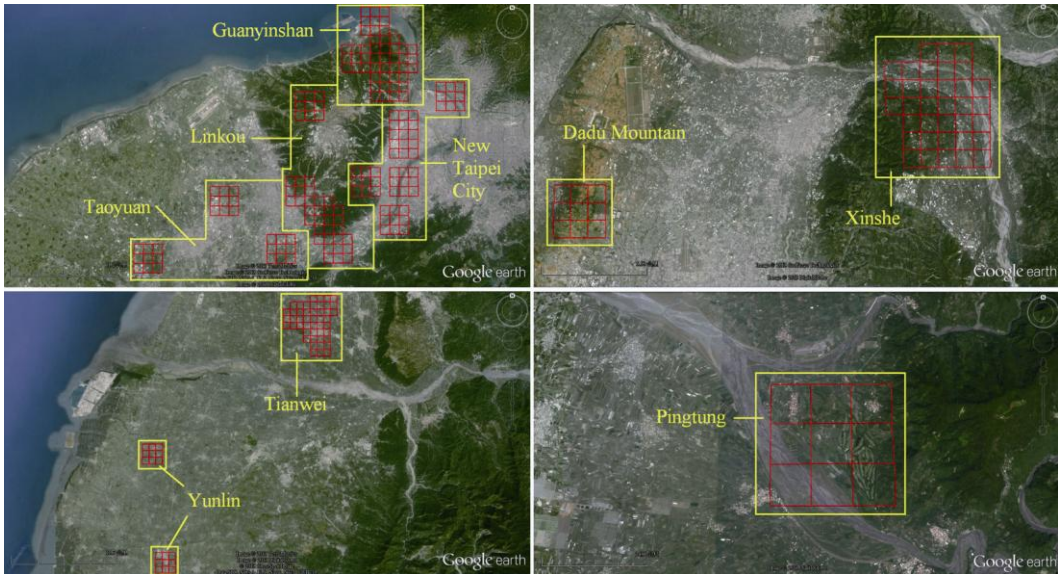 Guanyinshan
Linkou
New
Taipei
City
Taoyuan
Google earth
Dadu Mountain
Xinshe
Google earth
Tianwei
Yunlin
Google earth
Pingtung
Google earth